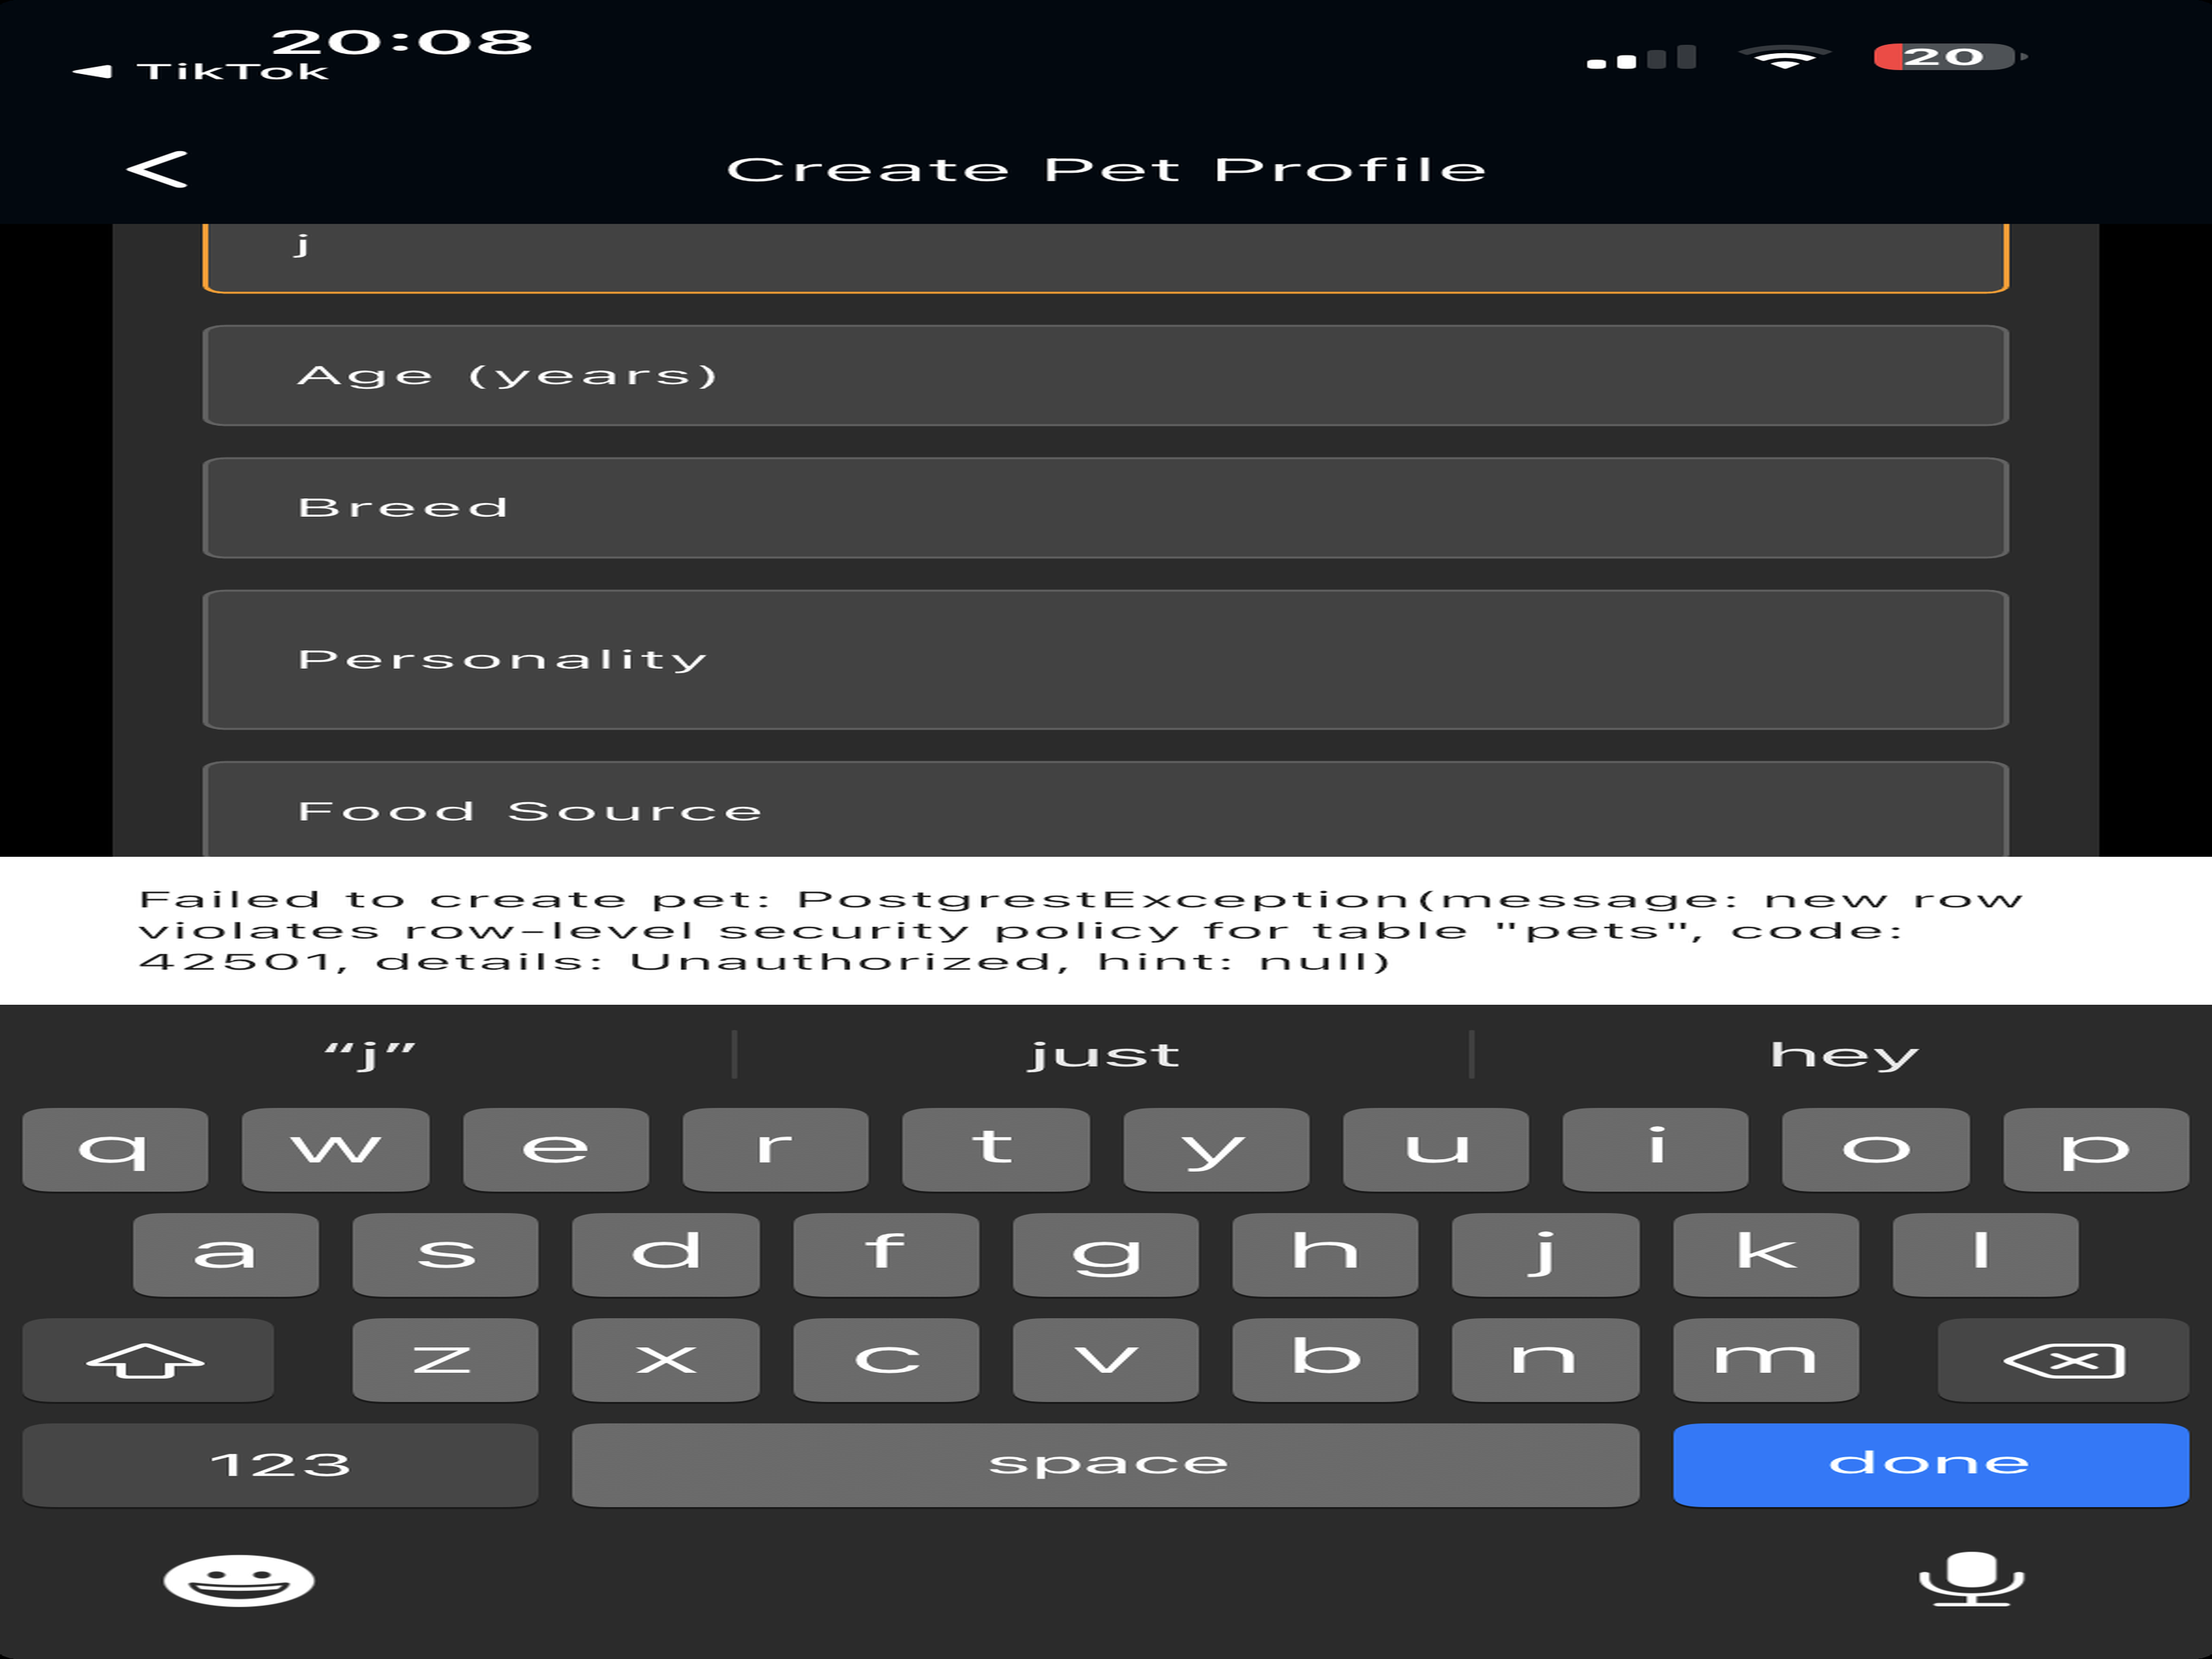 20:08
TikTok
20
Create Pet Profile
j
Age (years)
Breed
Personality
Food Source
Failed to create pet: PostgrestException(message: new row
violates row-level security policy for table "pets", code:
42501, details: Unauthorized, hint: null)
“j” just hey
q w e r t y u i o p
a s d f g h j k l
z x c v b n m
123 space done